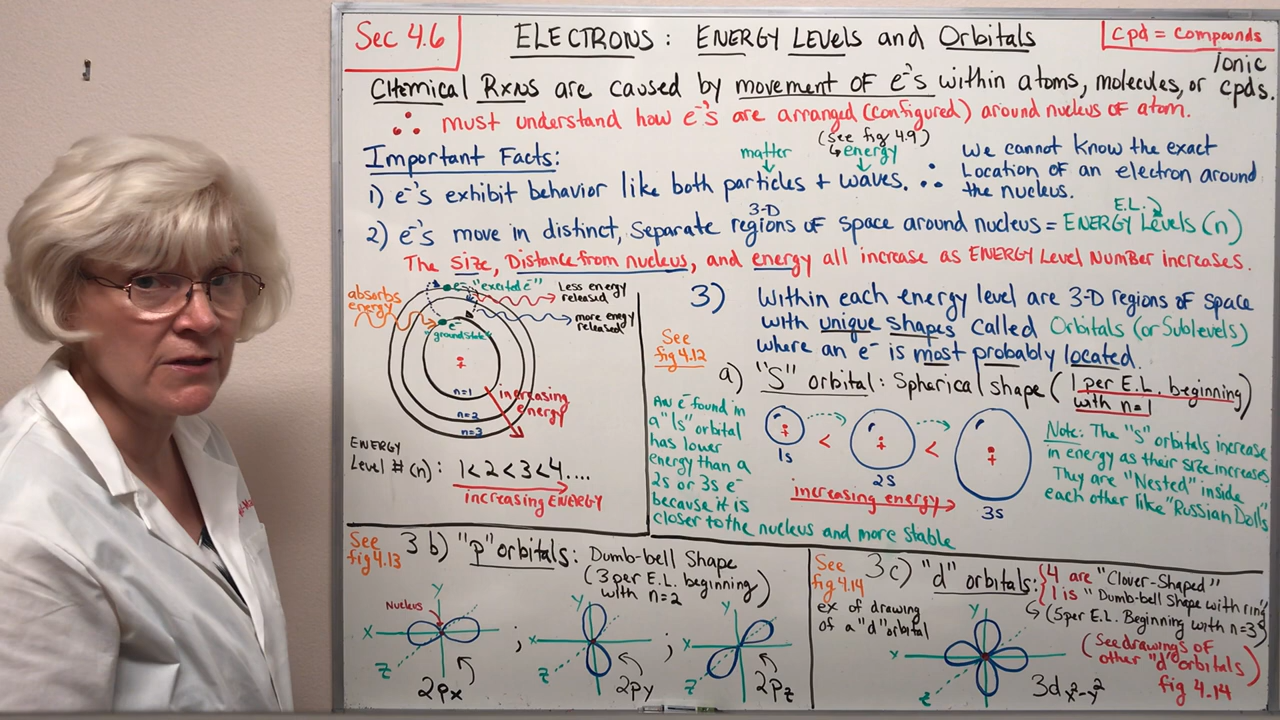 Sec 4.6
ELECTRONS: ENERGY LEVELS and Orbitals
cpd = compounds
Chemical Rxns are caused by movement of e⁻'s within atoms, molecules, or ionic cpds.
∴ must understand how e⁻'s are arranged (configured) around nucleus of atom.
(see fig 4.9)
Important Facts:
matter
↳ energy
1) e⁻'s exhibit behavior like both particles + waves. ∴
we cannot know the exact
Location of an electron around
the nucleus.
3-D
E.L.
2) e⁻'s move in distinct, separate regions of space around nucleus = ENERGY Levels (n)
The size, Distance from nucleus, and energy all increase as ENERGY Level Number increases.
absorbs
energy
e⁻ "excited e⁻"
Less energy
released
more enegy
released
e⁻
"ground state"
+
n=1
n=2
n=3
increasing
energy
ENERGY
Level # (n): 1<2<3<4....
increasing ENERGY
3) Within each energy level are 3-D regions of space
with unique shapes called Orbitals (or Sublevels)
where an e⁻ is most probably located.
See
fig 4.12
a) "S" orbital: Spherical shape (1 per E.L. beginning
with n=1)
An e⁻ found in
a "1s" orbital
has lower
energy than a
2s or 3s e⁻
because it is
closer to the nucleus and more stable
+ < + < +
1s
2s
3s
increasing energy →
Note: The "S" orbitals increase
in energy as their size increases
They are "Nested" inside
each other like "Russian Dolls"
See
fig 4.13
3 b) "p" orbitals: Dumb-bell Shape
(3 per E.L. beginning
with n=2)
Nucleus
Y
X
Z
2px
;
Y
X
Z
2py
;
Y
X
Z
2pz
See
fig 4.14
ex of drawing
of a "d" orbital
3c) "d" orbitals: {4 are "Clover-Shaped"
{1 is "Dumb-bell Shape with ring"
↳ (5 per E.L. Beginning with n=3)
Y
X
Z
3d x²-y²
(See drawings of
other "d" orbitals)
fig 4.14